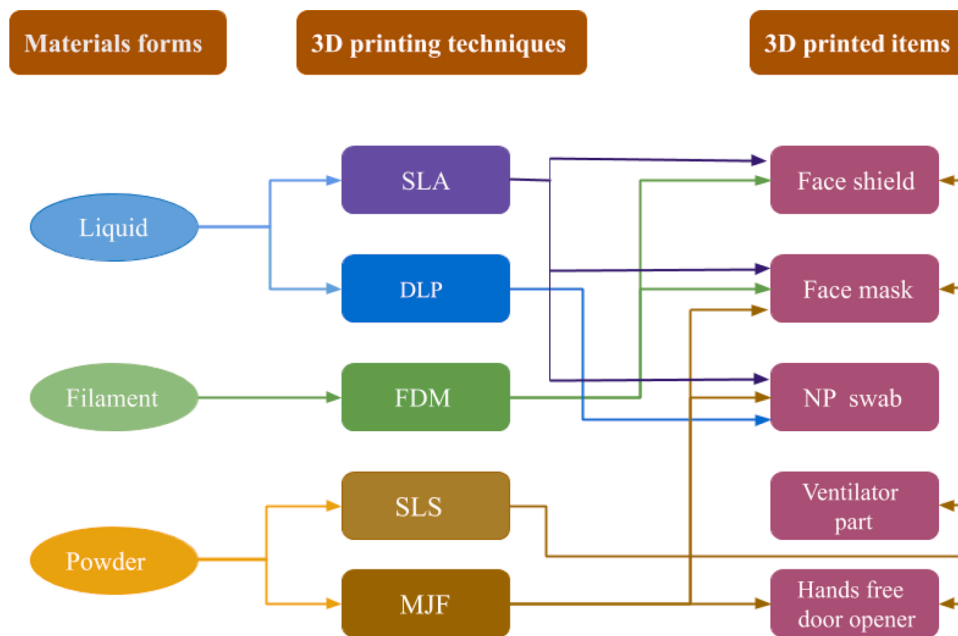 Materials forms
3D printing techniques
3D printed items
Liquid
SLA
DLP
Filament
FDM
Powder
SLS
MJF
Face shield
Face mask
NP swab
Ventilator
part
Hands free
door opener